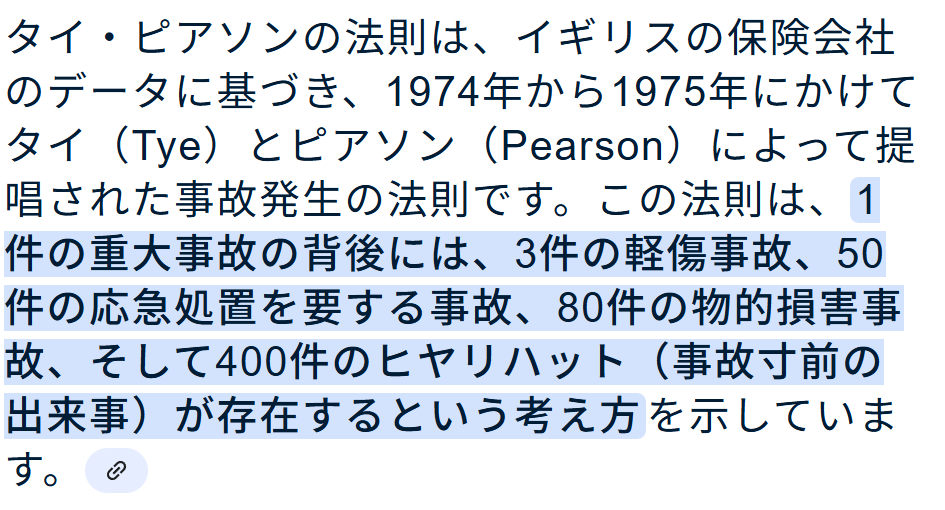 タイ・ピアソンの法則は、イギリスの保険会社
のデータに基づき、1974年から1975年にかけて
タイ（Tye）とピアソン（Pearson）によって提
唱された事故発生の法則です。この法則は、1
件の重大事故の背後には、3件の軽傷事故、50
件の応急処置を要する事故、80件の物的損害事
故、そして400件のヒヤリハット（事故寸前の
出来事）が存在するという考え方を示していま
す。